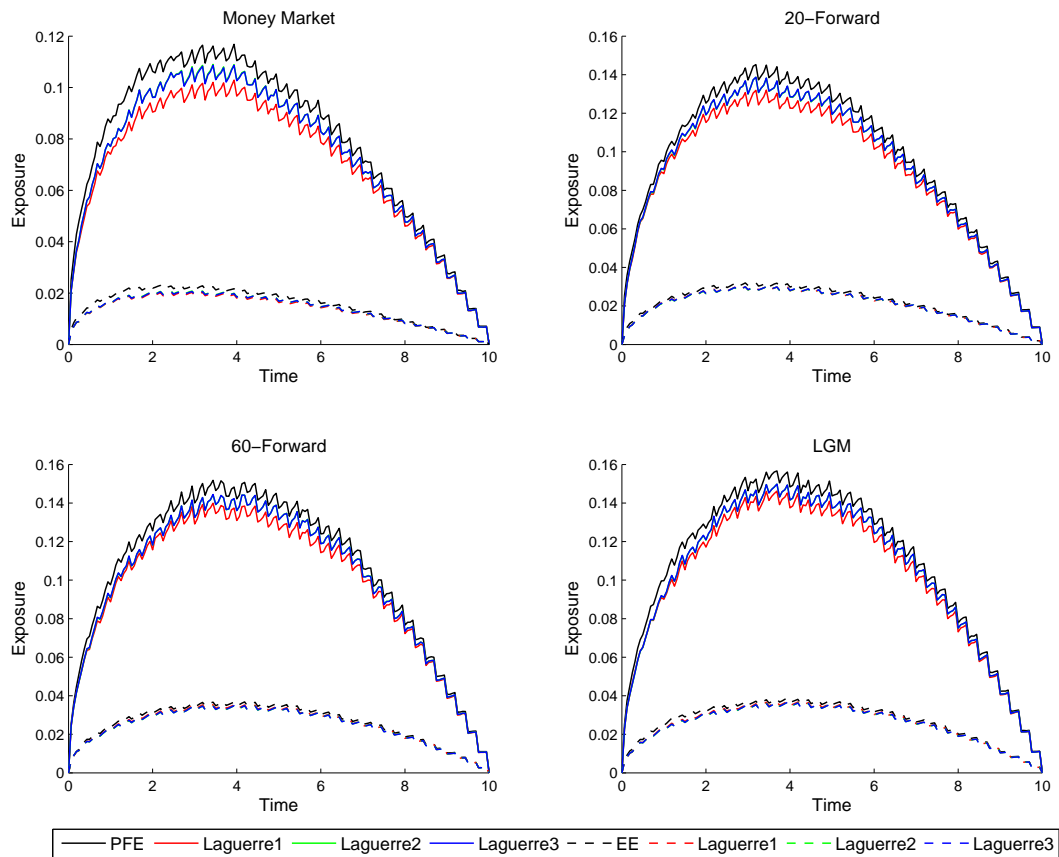 Money Market
0.12
0.1
0.08
0.06
0.04
0.02
0
Exposure
0 2 4 6 8 10
Time
20−Forward
0.16
0.14
0.12
0.1
0.08
0.06
0.04
0.02
0
Exposure
0 2 4 6 8 10
Time
60−Forward
0.16
0.14
0.12
0.1
0.08
0.06
0.04
0.02
0
Exposure
0 2 4 6 8 10
Time
LGM
0.16
0.14
0.12
0.1
0.08
0.06
0.04
0.02
0
Exposure
0 2 4 6 8 10
Time
PFE Laguerre1 Laguerre2 Laguerre3 EE Laguerre1 Laguerre2 Laguerre3